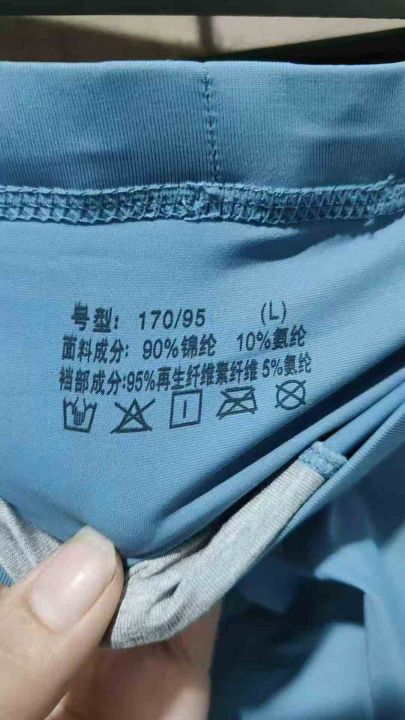 号型: 170/95 (L)
面料成分: 90%锦纶 10%氨纶
裆部成分:95%再生纤维素纤维 5%氨纶